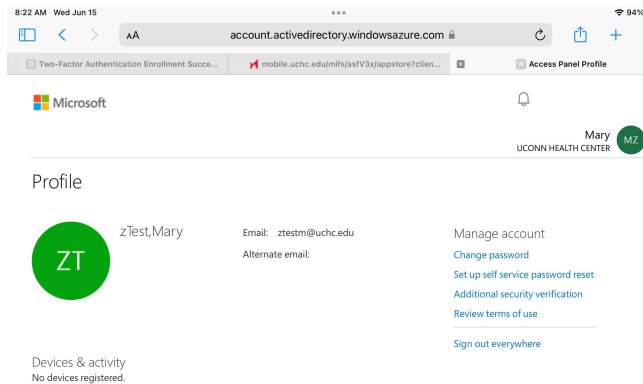 8:22 AM Wed Jun 15
94%
AA
account.activedirectory.windowsazure.com
Two-Factor Authentication Enrollment Succe...
mobile.uchc.edu/mifs/asfV3x/appstore?clien...
W Access Panel Profile
Microsoft
Mary
UCONN HEALTH CENTER
MZ
Profile
ZT
zTest,Mary
Email: ztestm@uchc.edu
Alternate email:
Manage account
Change password
Set up self service password reset
Additional security verification
Review terms of use
Sign out everywhere
Devices & activity
No devices registered.